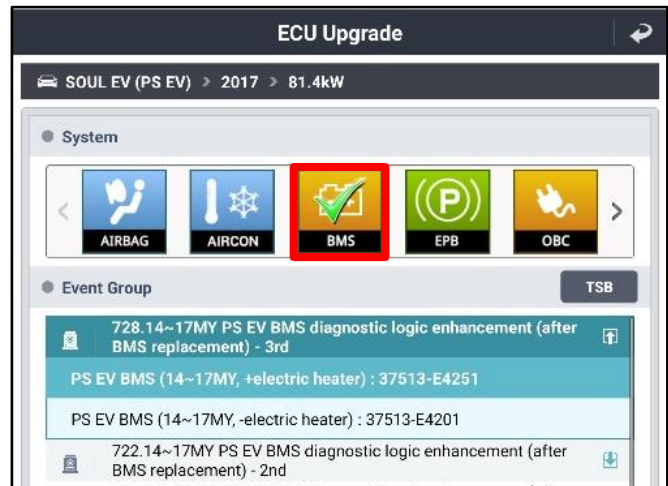 ECU Upgrade
SOUL EV (PS EV) > 2017 > 81.4kW
System
AIRBAG AIRCON BMS EPB OBC
Event Group TSB
728.14~17MY PS EV BMS diagnostic logic enhancement (after
BMS replacement) - 3rd
PS EV BMS (14~17MY, +electric heater) : 37513-E4251
PS EV BMS (14~17MY, -electric heater) : 37513-E4201
722.14~17MY PS EV BMS diagnostic logic enhancement (after
BMS replacement) - 2nd